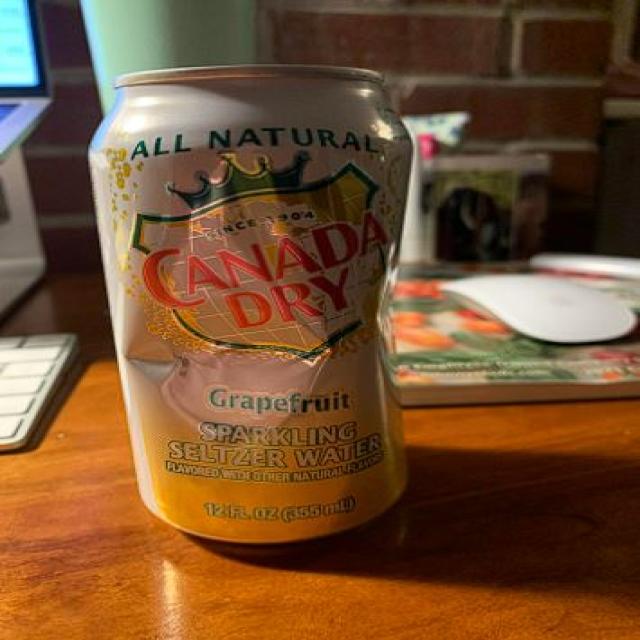 ALL NATURAL
SINCE 1904
CANADA
DRY
Grapefruit
SPARKLING
SELTZER WATER
FLAVORED WITH OTHER NATURAL FLAVORS
12 FL OZ (355 mL)